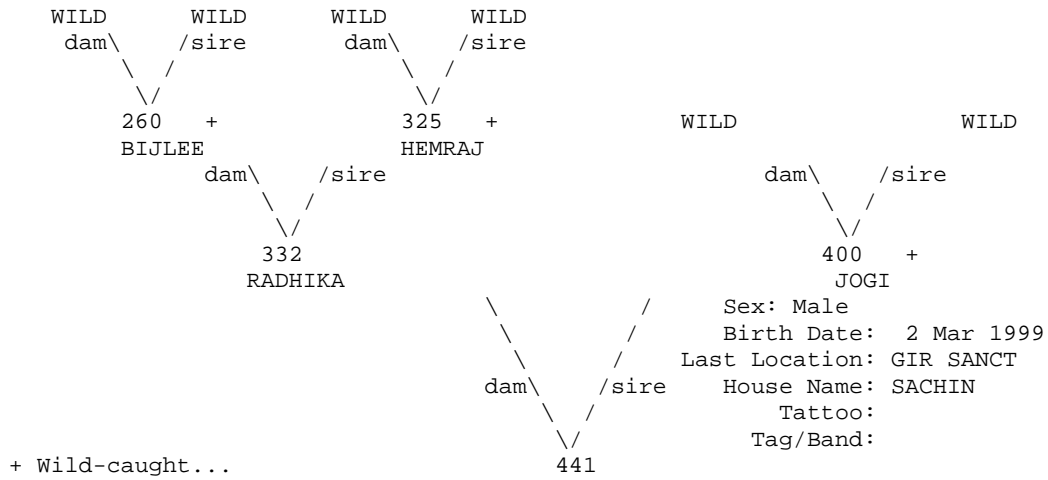 WILD WILD WILD WILD
dam\ /sire dam\ /sire
\ / \ /
\/ \/
260 + 325 + WILD WILD
BIJLEE HEMRAJ
dam\ /sire dam\ /sire
\ / \ /
\/ \/
332 400 +
RADHIKA JOGI
\ / Sex: Male
\ / Birth Date: 2 Mar 1999
\ / Last Location: GIR SANCT
dam\ /sire House Name: SACHIN
\ / Tattoo:
\/ Tag/Band:
+ Wild-caught... 441